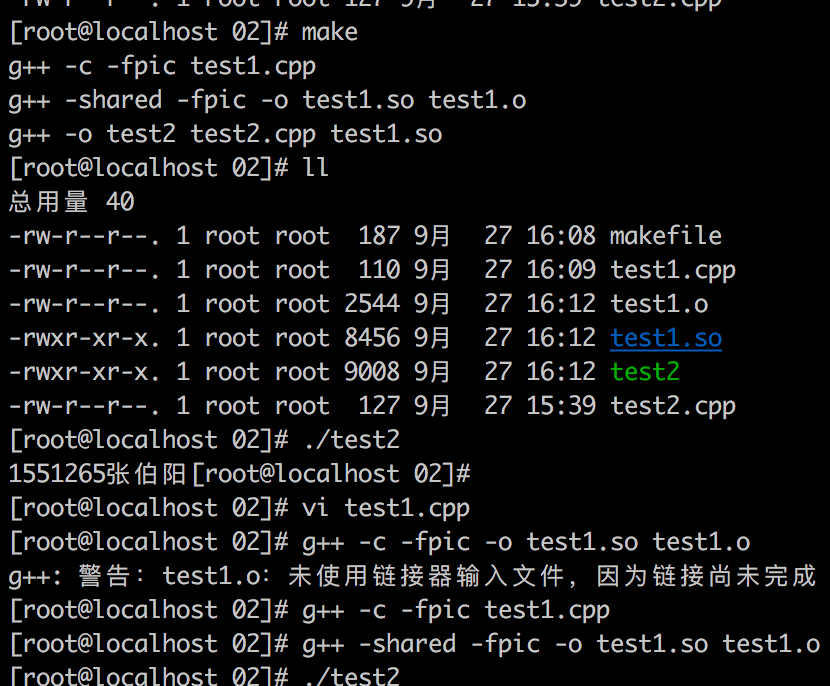 -rw-r--r--. 1 root root 127 9月 27 15:39 test2.cpp
[root@localhost 02]# make
g++ -c -fpic test1.cpp
g++ -shared -fpic -o test1.so test1.o
g++ -o test2 test2.cpp test1.so
[root@localhost 02]# ll
总用量 40
-rw-r--r--. 1 root root  187 9月  27 16:08 makefile
-rw-r--r--. 1 root root  110 9月  27 16:09 test1.cpp
-rw-r--r--. 1 root root 2544 9月  27 16:12 test1.o
-rwxr-xr-x. 1 root root 8456 9月  27 16:12 test1.so
-rwxr-xr-x. 1 root root 9008 9月  27 16:12 test2
-rw-r--r--. 1 root root  127 9月  27 15:39 test2.cpp
[root@localhost 02]# ./test2
1551265张伯阳[root@localhost 02]#
[root@localhost 02]# vi test1.cpp
[root@localhost 02]# g++ -c -fpic -o test1.so test1.o
g++: 警告：test1.o：未使用链接器输入文件，因为链接尚未完成
[root@localhost 02]# g++ -c -fpic test1.cpp
[root@localhost 02]# g++ -shared -fpic -o test1.so test1.o
[root@localhost 02]# ./test2